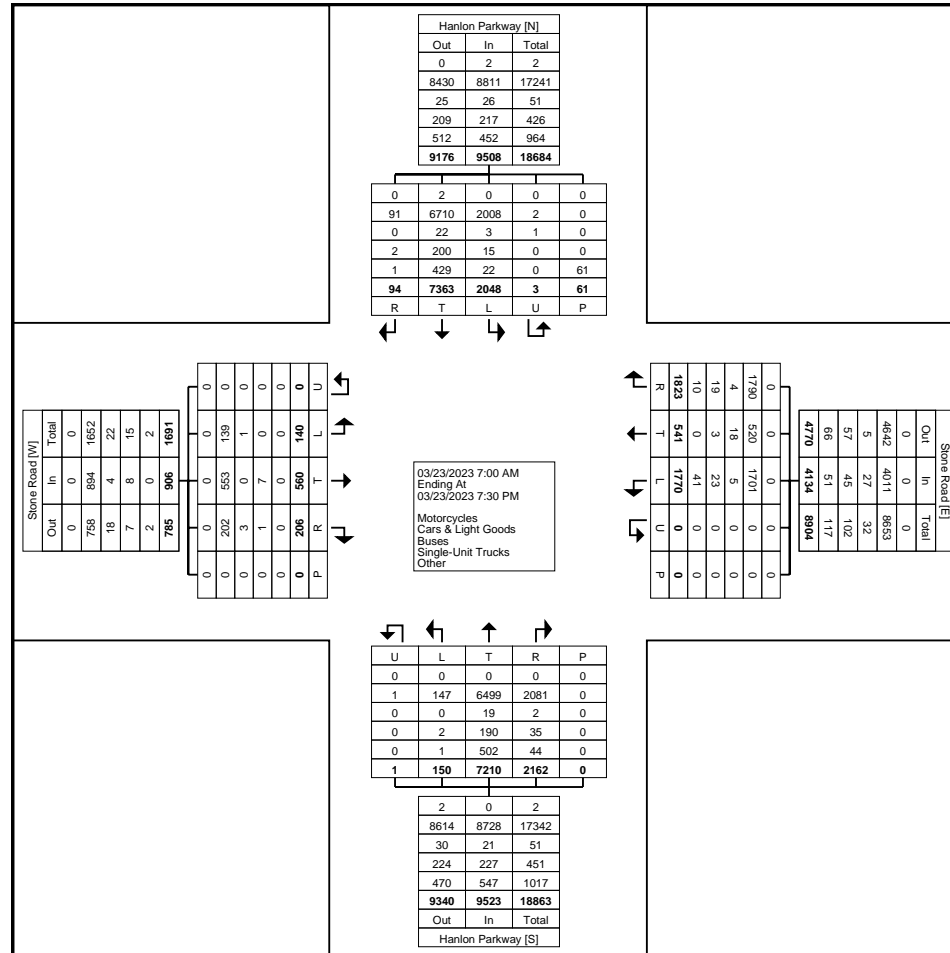 Hanlon Parkway [N]
Out In Total
0 2 2
8430 8811 17241
25 26 51
209 217 426
512 452 964
9176 9508 18684
0 2 0 0 0
91 6710 2008 2 0
0 22 3 1 0
2 200 15 0 0
1 429 22 0 61
94 7363 2048 3 61
R T L U P
Stone Road [W]
Total 0 1652 22 15 2 1691
In 0 894 4 8 0 906
Out 0 758 18 7 2 785
0 0 0 0 0 0 U
0 139 1 0 0 140 L
0 553 0 7 0 560 T
0 202 3 1 0 206 R
0 0 0 0 0 0 P
03/23/2023 7:00 AM
Ending At
03/23/2023 7:30 PM
Motorcycles
Cars & Light Goods
Buses
Single-Unit Trucks
Other
R 1823 10 19 4 1790 0
T 541 0 3 18 520 0
L 1770 41 23 5 1701 0
U 0 0 0 0 0 0
P 0 0 0 0 0 0
4770 66 57 5 4642 0 Out
4134 51 45 27 4011 0 In
8904 117 102 32 8653 0 Total
Stone Road [E]
U L T R P
0 0 0 0 0
1 147 6499 2081 0
0 0 19 2 0
0 2 190 35 0
0 1 502 44 0
1 150 7210 2162 0
2 0 2
8614 8728 17342
30 21 51
224 227 451
470 547 1017
9340 9523 18863
Out In Total
Hanlon Parkway [S]